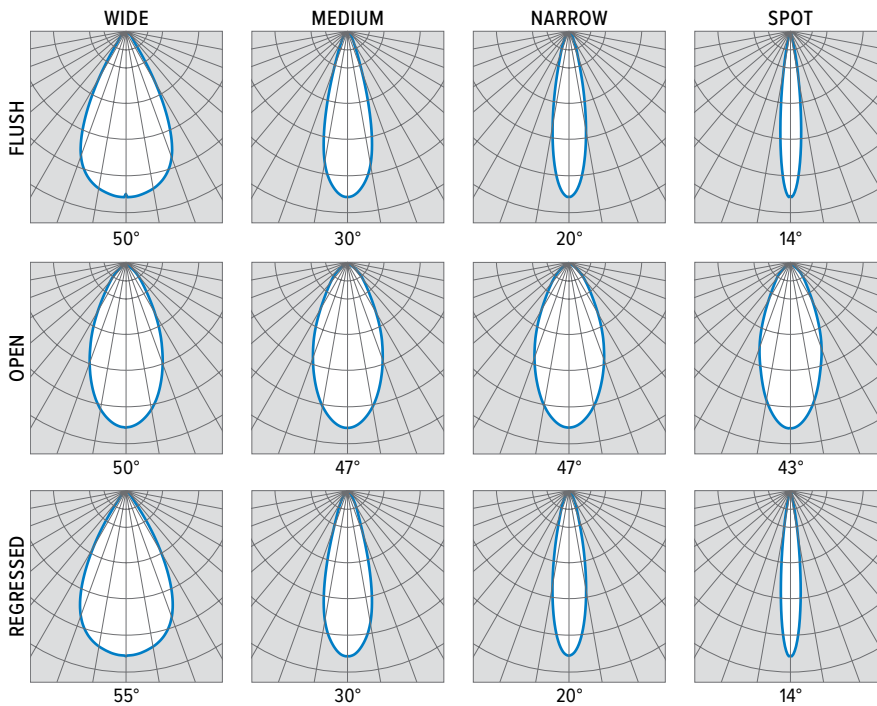 WIDE MEDIUM NARROW SPOT
FLUSH
50° 30° 20° 14°
OPEN
50° 47° 47° 43°
REGRESSED
55° 30° 20° 14°